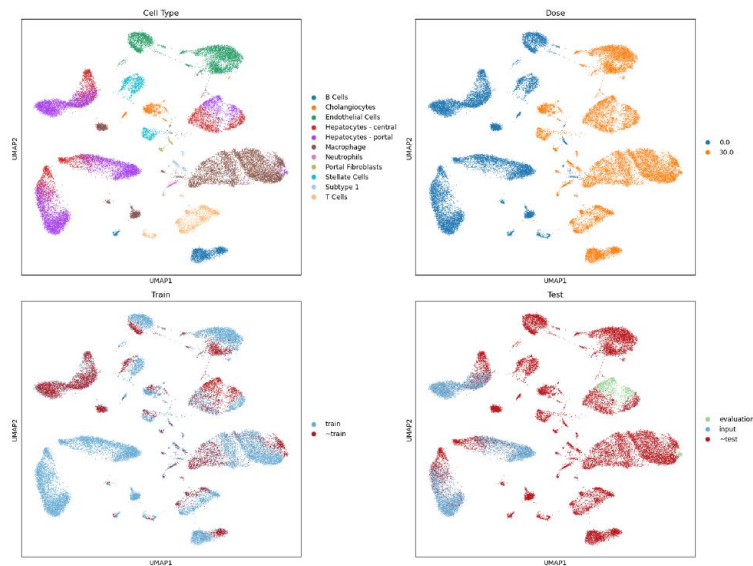 Cell Type
UMAP2
UMAP1
B Cells
Cholangiocytes
Endothelial Cells
Hepatocytes - central
Hepatocytes - portal
Macrophage
Neutrophils
Portal Fibroblasts
Stellate Cells
Subtype 1
T Cells
Dose
UMAP2
UMAP1
0.0
30.0
Train
UMAP2
UMAP1
train
~train
Test
UMAP2
UMAP1
evaluation
input
~test